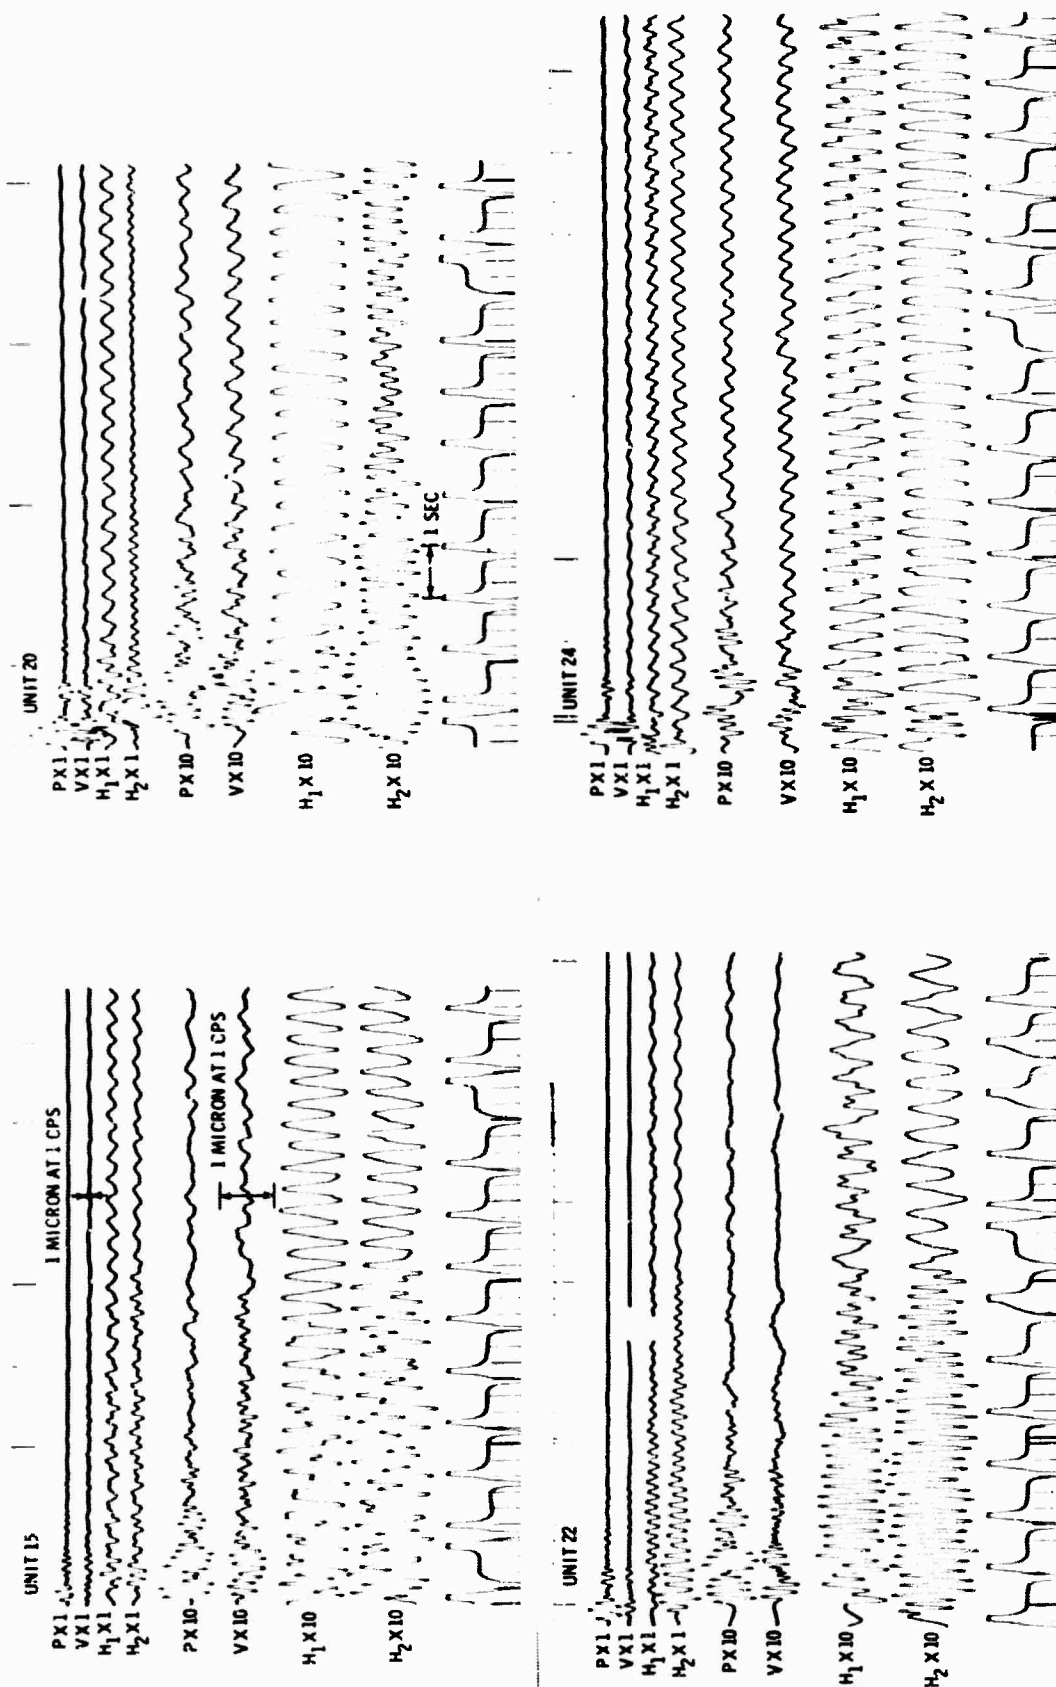 UNIT 15
1 MICRON AT 1 CPS
PX1
VX1
H1X1
H2X1
PX10
VX10
1 MICRON AT 1 CPS
H1X10
H2X10
UNIT 20
PX1
VX1
H1X1
H2X1
PX10
VX10
H1X10
H2X10
1 SEC
UNIT 22
PX1
VX1
H1X1
H2X1
PX10
VX10
H1X10
H2X10
UNIT 24
PX1
VX1
H1X1
H2X1
PX10
VX10
H1X10
H2X10